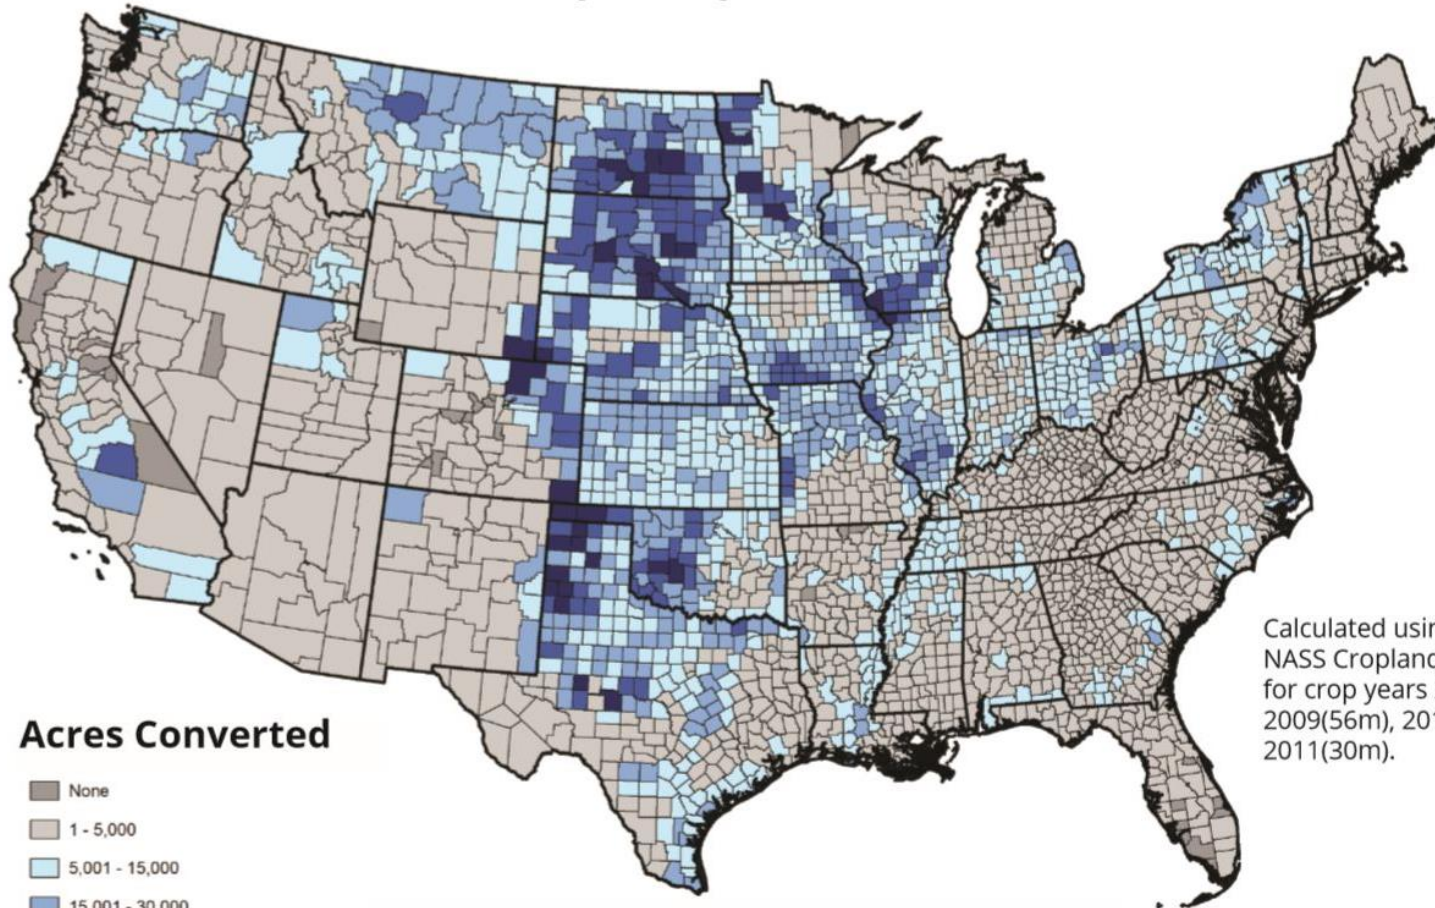 Calculated usin
NASS Cropland
for crop years
2009(56m), 201
2011(30m).
Acres Converted
None
1 - 5,000
5,001 - 15,000
15,001 - 30,000